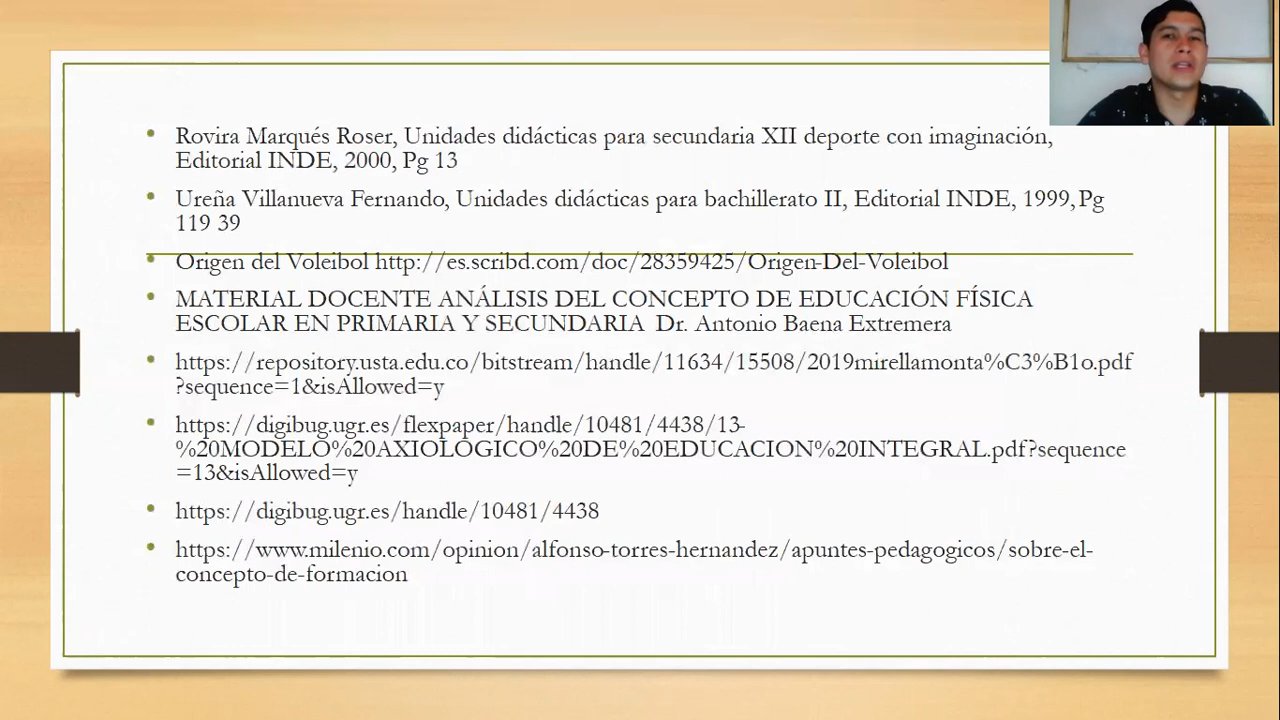 • Rovira Marqués Roser, Unidades didácticas para secundaria XII deporte con imaginación,
Editorial INDE, 2000, Pg 13
• Ureña Villanueva Fernando, Unidades didácticas para bachillerato II, Editorial INDE, 1999, Pg
119 39
• Origen del Voleibol http://es.scribd.com/doc/28359425/Origen-Del-Voleibol
• MATERIAL DOCENTE ANÁLISIS DEL CONCEPTO DE EDUCACIÓN FÍSICA
ESCOLAR EN PRIMARIA Y SECUNDARIA Dr. Antonio Baena Extremera
• https://repository.usta.edu.co/bitstream/handle/11634/15508/2019mirellamonta%C3%B1o.pdf
?sequence=1&isAllowed=y
• https://digibug.ugr.es/flexpaper/handle/10481/4438/13-
%20MODELO%20AXIOLOGICO%20DE%20EDUCACION%20INTEGRAL.pdf?sequence
=13&isAllowed=y
• https://digibug.ugr.es/handle/10481/4438
• https://www.milenio.com/opinion/alfonso-torres-hernandez/apuntes-pedagogicos/sobre-el-
concepto-de-formacion